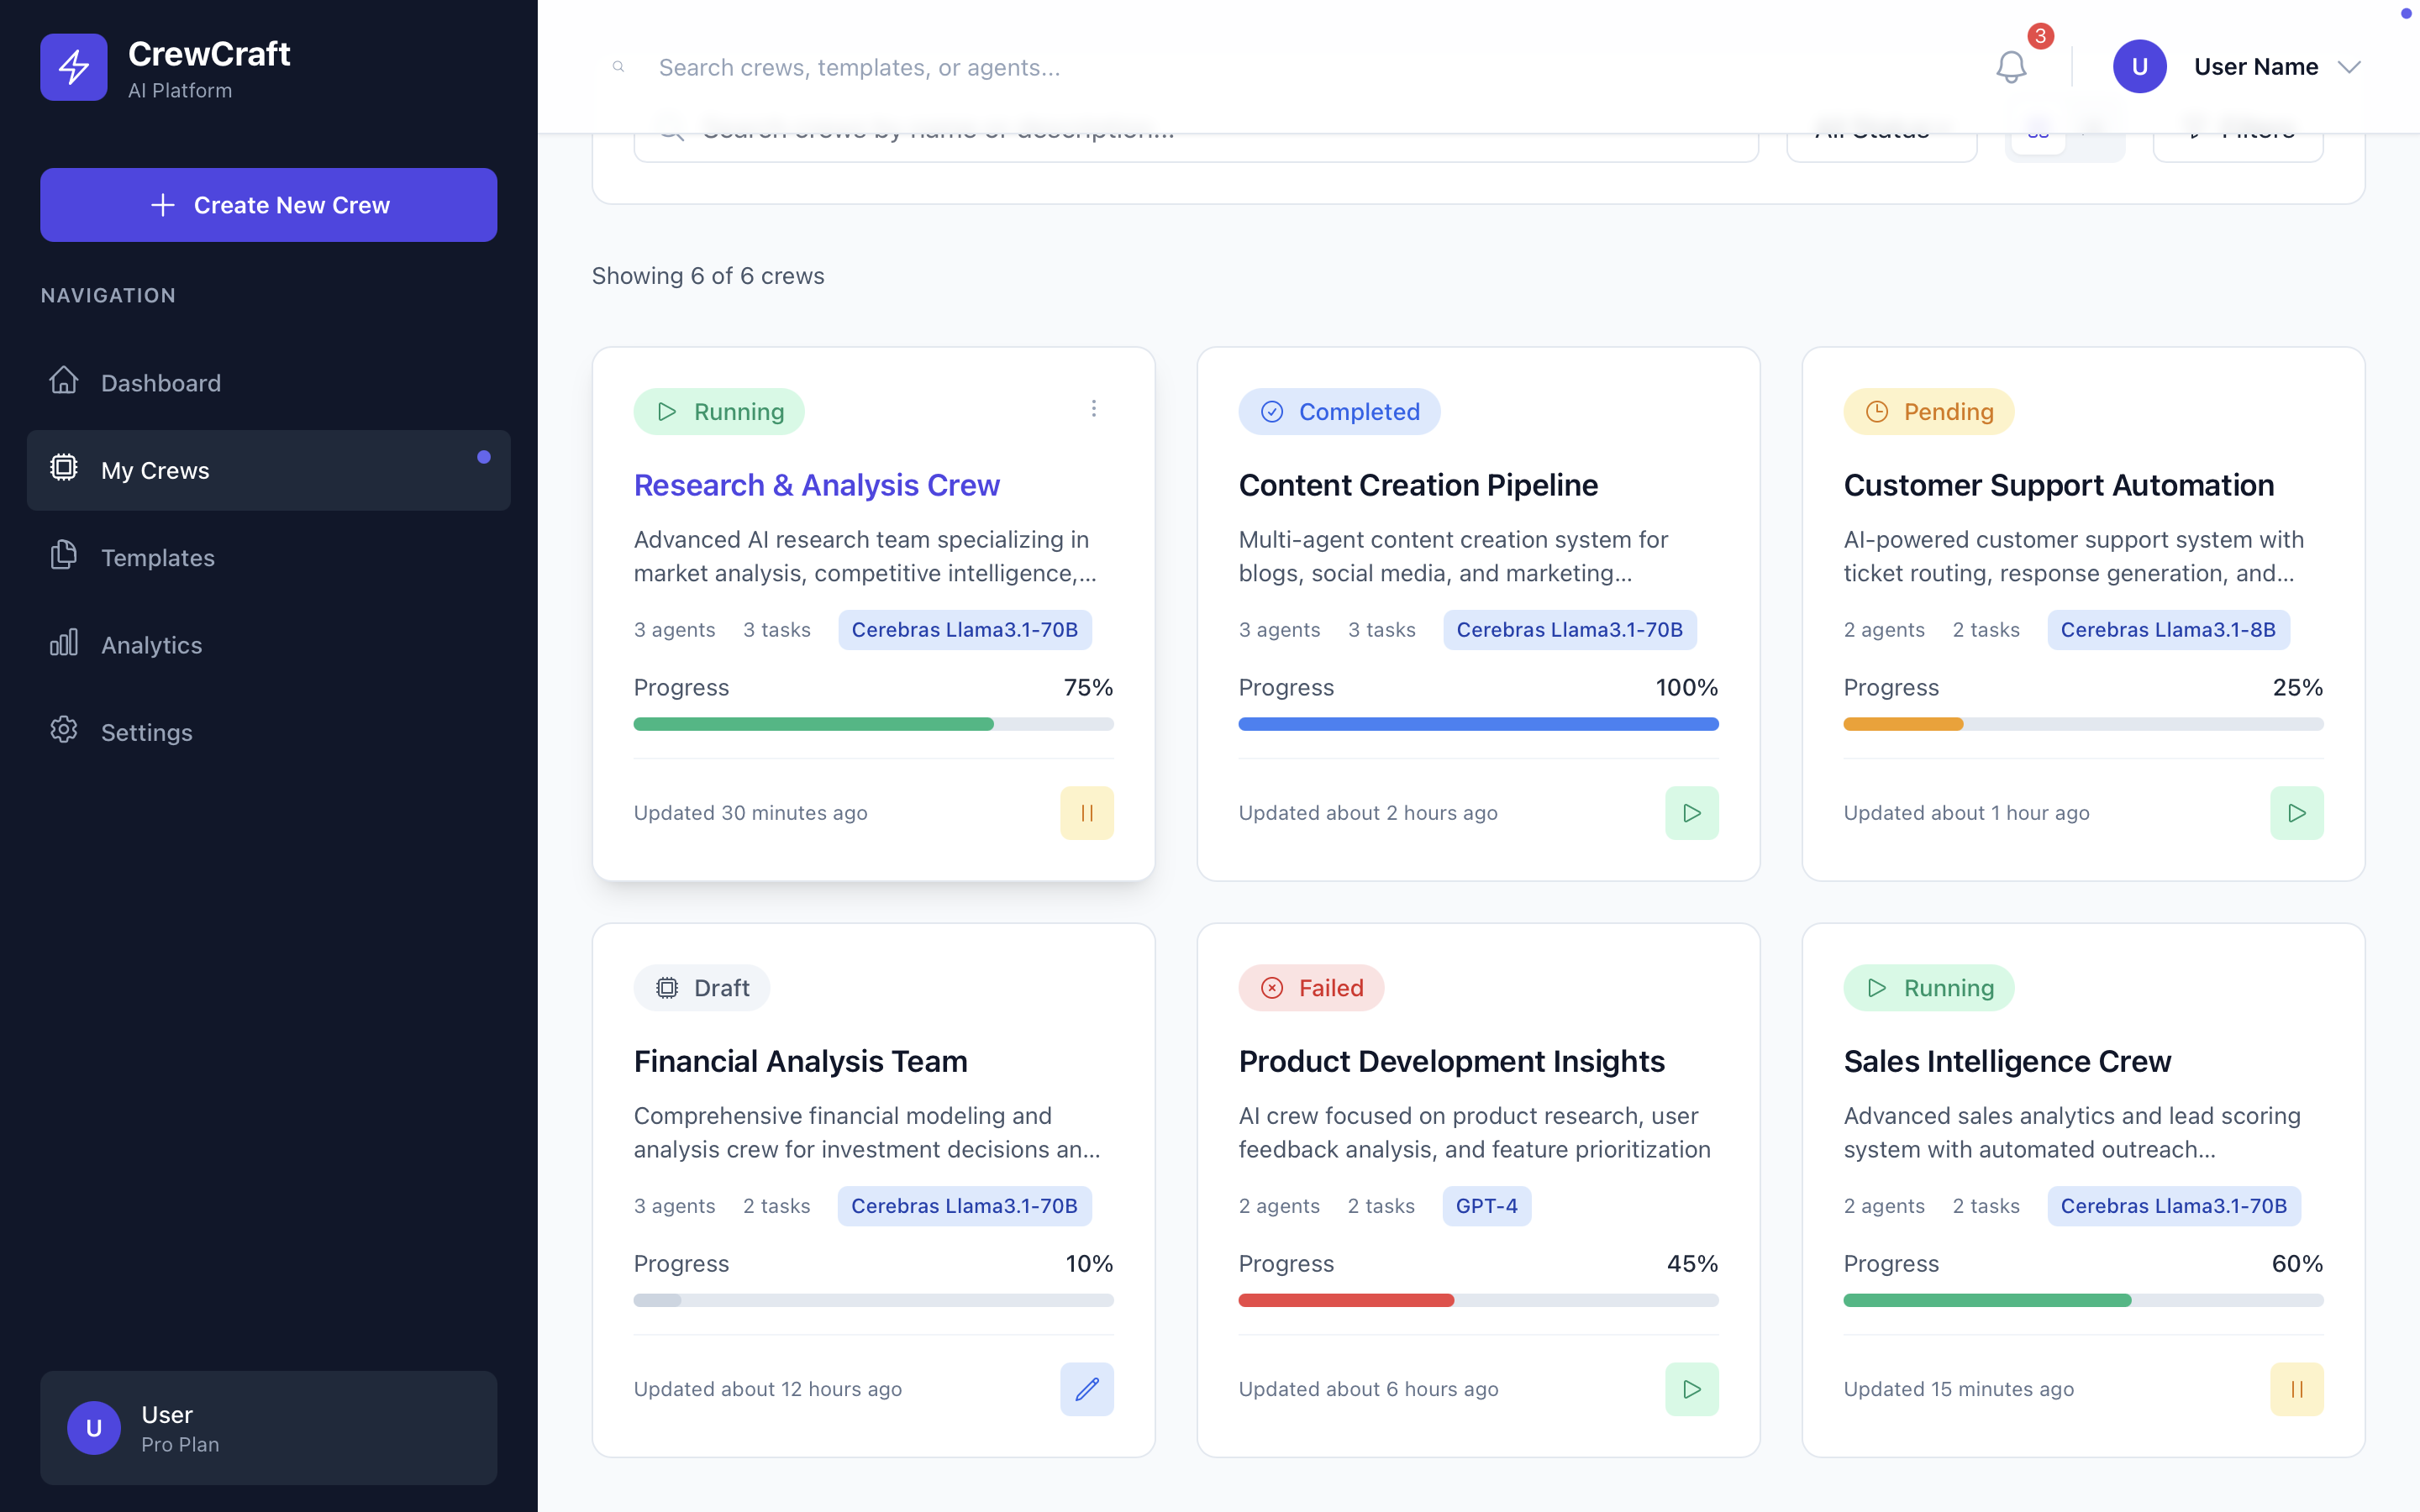 CrewCraft
AI Platform
Create New Crew
NAVIGATION
Dashboard
My Crews
Templates
Analytics
Settings
U
User
Pro Plan
Search crews, templates, or agents...
3
U
User Name
Search crews by name or description...
All Status
Filters
Showing 6 of 6 crews
Running
Research & Analysis Crew
Advanced AI research team specializing in
market analysis, competitive intelligence,...
3 agents 3 tasks Cerebras Llama3.1-70B
Progress 75%
Updated 30 minutes ago
Completed
Content Creation Pipeline
Multi-agent content creation system for
blogs, social media, and marketing...
3 agents 3 tasks Cerebras Llama3.1-70B
Progress 100%
Updated about 2 hours ago
Pending
Customer Support Automation
AI-powered customer support system with
ticket routing, response generation, and...
2 agents 2 tasks Cerebras Llama3.1-8B
Progress 25%
Updated about 1 hour ago
Draft
Financial Analysis Team
Comprehensive financial modeling and
analysis crew for investment decisions an...
3 agents 2 tasks Cerebras Llama3.1-70B
Progress 10%
Updated about 12 hours ago
Failed
Product Development Insights
AI crew focused on product research, user
feedback analysis, and feature prioritization
2 agents 2 tasks GPT-4
Progress 45%
Updated about 6 hours ago
Running
Sales Intelligence Crew
Advanced sales analytics and lead scoring
system with automated outreach...
2 agents 2 tasks Cerebras Llama3.1-70B
Progress 60%
Updated 15 minutes ago